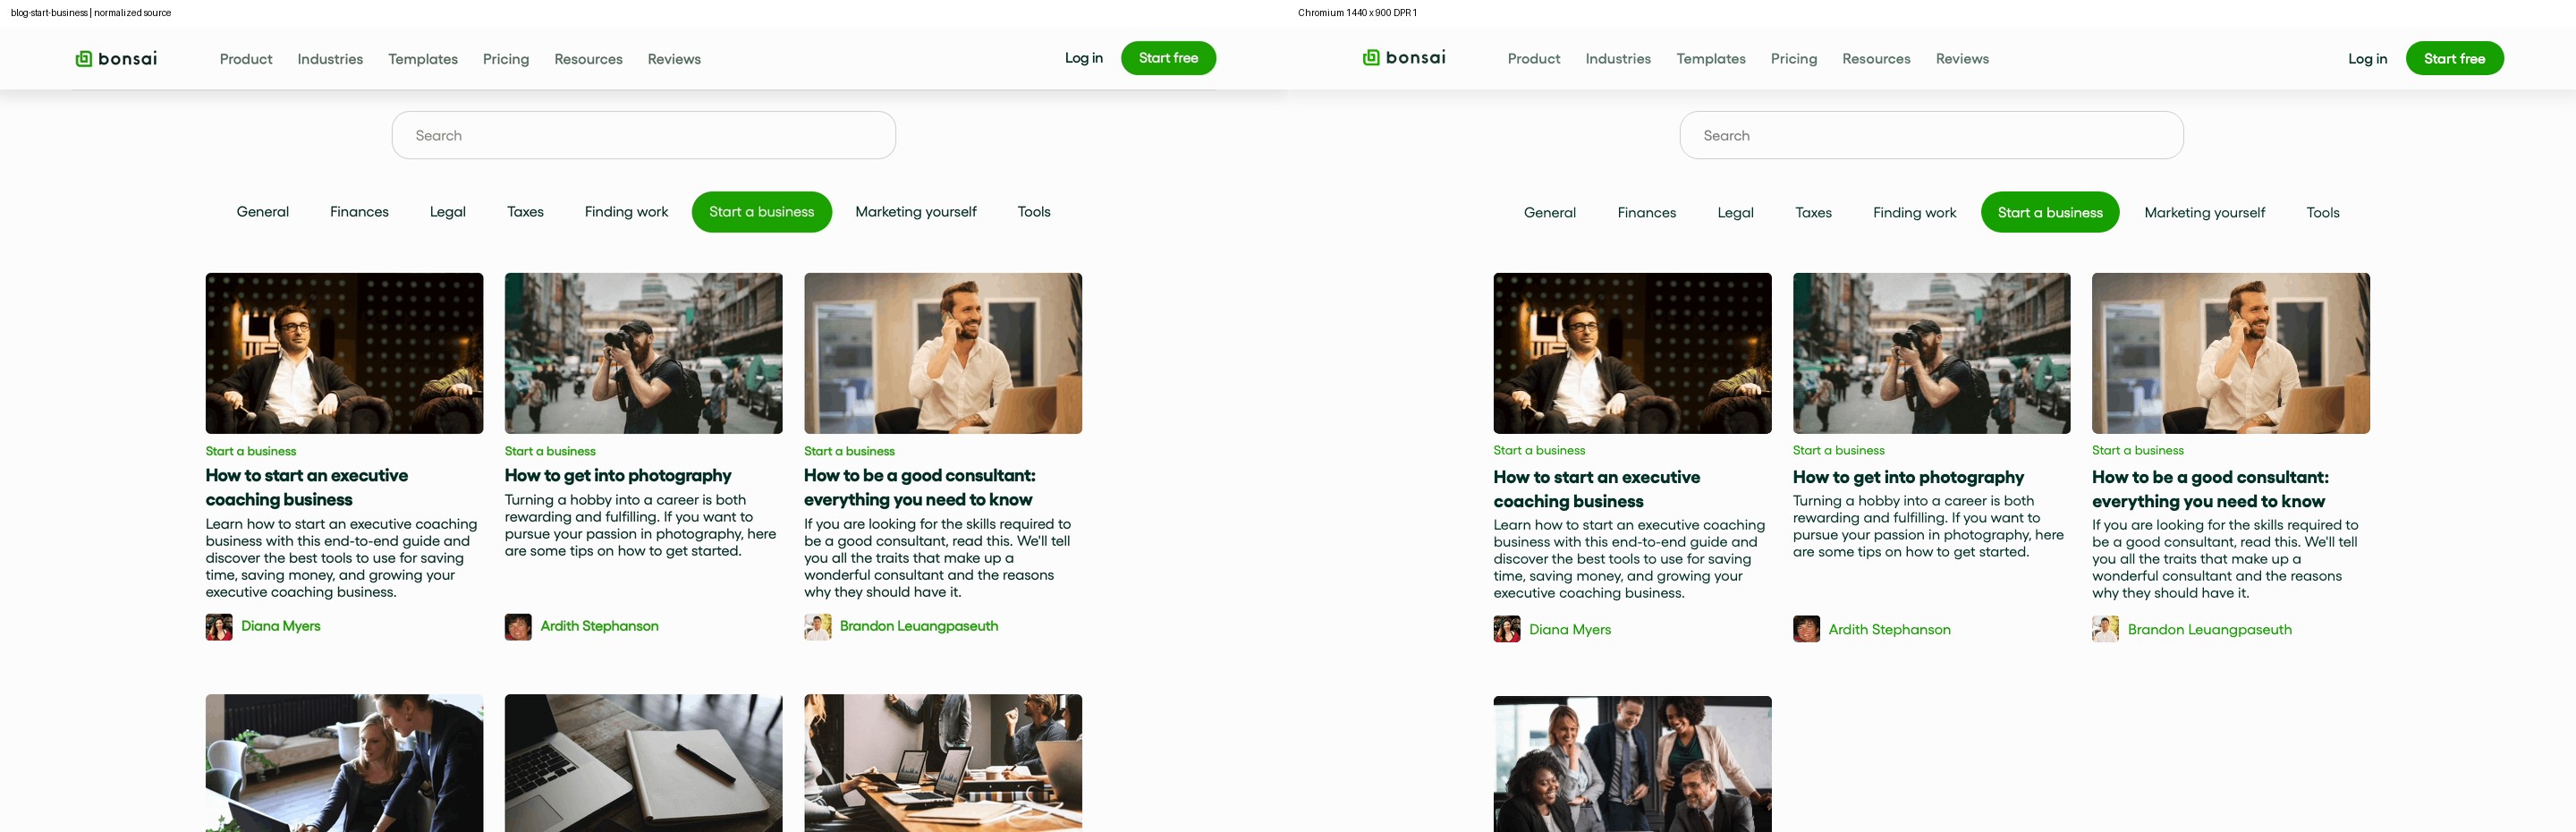 blog-start-business | normalized source
bonsai
Product Industries Templates Pricing Resources Reviews
Log in Start free
Search
General Finances Legal Taxes Finding work Start a business Marketing yourself Tools
Start a business
How to start an executive
coaching business
Learn how to start an executive coaching
business with this end-to-end guide and
discover the best tools to use for saving
time, saving money, and growing your
executive coaching business.
Diana Myers
Start a business
How to get into photography
Turning a hobby into a career is both
rewarding and fulfilling. If you want to
pursue your passion in photography, here
are some tips on how to get started.
Ardith Stephanson
Start a business
How to be a good consultant:
everything you need to know
If you are looking for the skills required to
be a good consultant, read this. We'll tell
you all the traits that make up a
wonderful consultant and the reasons
why they should have it.
Brandon Leuangpaseuth
Chromium 1440 x 900 DPR 1
bonsai
Product Industries Templates Pricing Resources Reviews
Log in Start free
Search
General Finances Legal Taxes Finding work Start a business Marketing yourself Tools
Start a business
How to start an executive
coaching business
Learn how to start an executive coaching
business with this end-to-end guide and
discover the best tools to use for saving
time, saving money, and growing your
executive coaching business.
Diana Myers
Start a business
How to get into photography
Turning a hobby into a career is both
rewarding and fulfilling. If you want to
pursue your passion in photography, here
are some tips on how to get started.
Ardith Stephanson
Start a business
How to be a good consultant:
everything you need to know
If you are looking for the skills required to
be a good consultant, read this. We'll tell
you all the traits that make up a
wonderful consultant and the reasons
why they should have it.
Brandon Leuangpaseuth